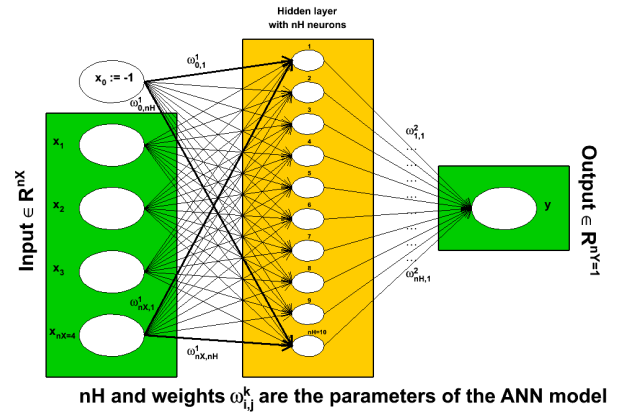 Hidden layer
with nH neurons
x₀ := -1
ω¹₀,₁
ω¹₀,nH
x₁
x₂
x₃
x nX=4
ω¹nX,1
ω¹nX,nH
1
2
3
4
5
6
7
8
9
nH=10
ω²₁,₁
...
...
...
...
...
...
...
...
ω²nH,1
y
Input ∈ R^nX
Output ∈ R^nY=1
nH and weights ω^k_i,j are the parameters of the ANN model